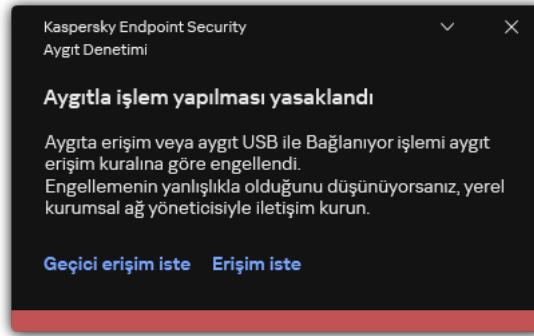 Kaspersky Endpoint Security
Aygıt Denetimi
Aygıtla işlem yapılması yasaklandı
Aygıta erişim veya aygıt USB ile Bağlanıyor işlemi aygıt
erişim kuralına göre engellendi.
Engellemenin yanlışlıkla olduğunu düşünüyorsanız, yerel
kurumsal ağ yöneticisiyle iletişim kurun.
Geçici erişim iste Erişim iste